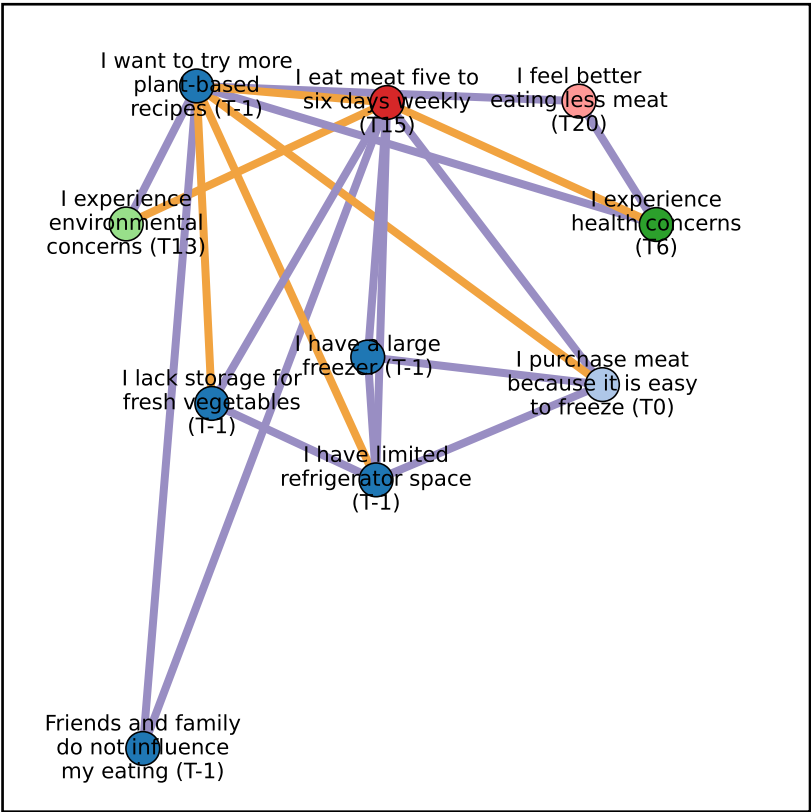 I want to try more
plant-based
recipes (T-1)
I eat meat five to
six days weekly
(T15)
I feel better
eating less meat
(T20)
I experience
environmental
concerns (T13)
I experience
health concerns
(T6)
I have a large
freezer (T-1)
I purchase meat
because it is easy
to freeze (T0)
I lack storage for
fresh vegetables
(T-1)
I have limited
refrigerator space
(T-1)
Friends and family
do not influence
my eating (T-1)